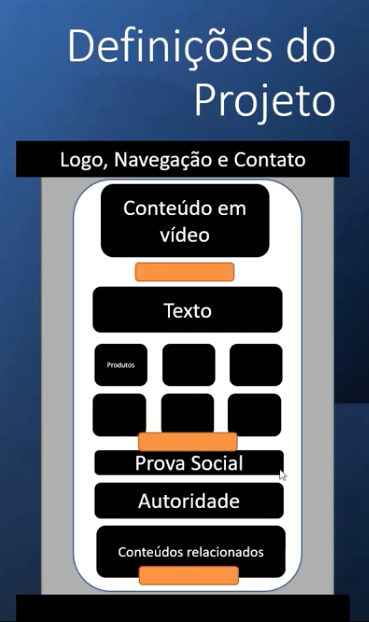 Definições do
Projeto
Logo, Navegação e Contato
Conteúdo em
vídeo
Texto
Produtos
Prova Social
Autoridade
Conteúdos relacionados